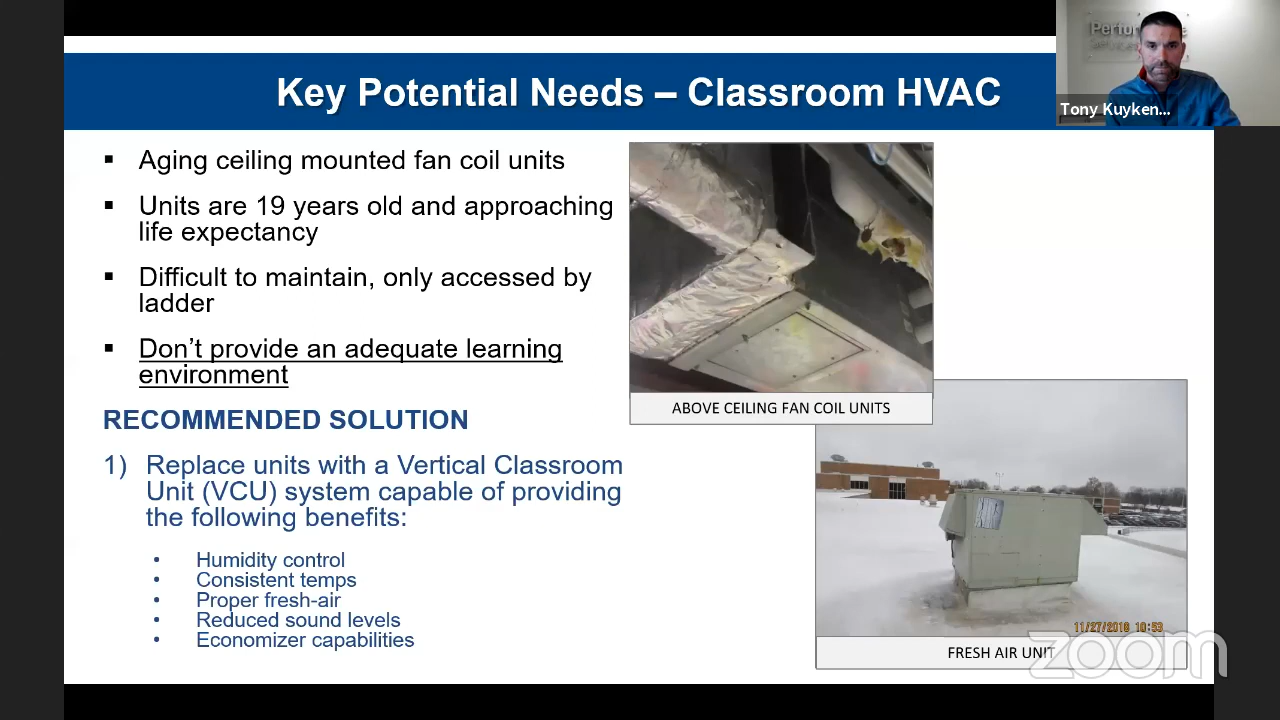 Key Potential Needs – Classroom HVAC
Tony Kuyken...
▪ Aging ceiling mounted fan coil units
▪ Units are 19 years old and approaching
life expectancy
▪ Difficult to maintain, only accessed by
ladder
▪ Don't provide an adequate learning
environment
RECOMMENDED SOLUTION
1) Replace units with a Vertical Classroom
Unit (VCU) system capable of providing
the following benefits:
• Humidity control
• Consistent temps
• Proper fresh-air
• Reduced sound levels
• Economizer capabilities
ABOVE CEILING FAN COIL UNITS
11/27/2018 10:53
FRESH AIR UNIT
zoom